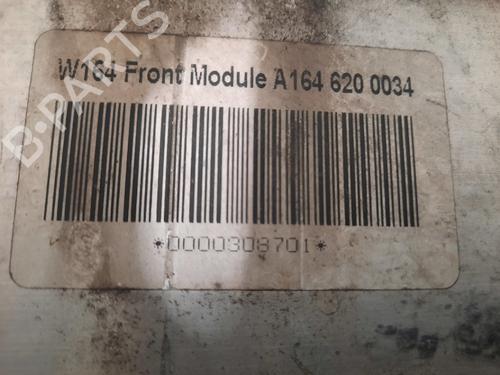 W164 Front Module A164 620 0034
B-PARTS
*0000308701*